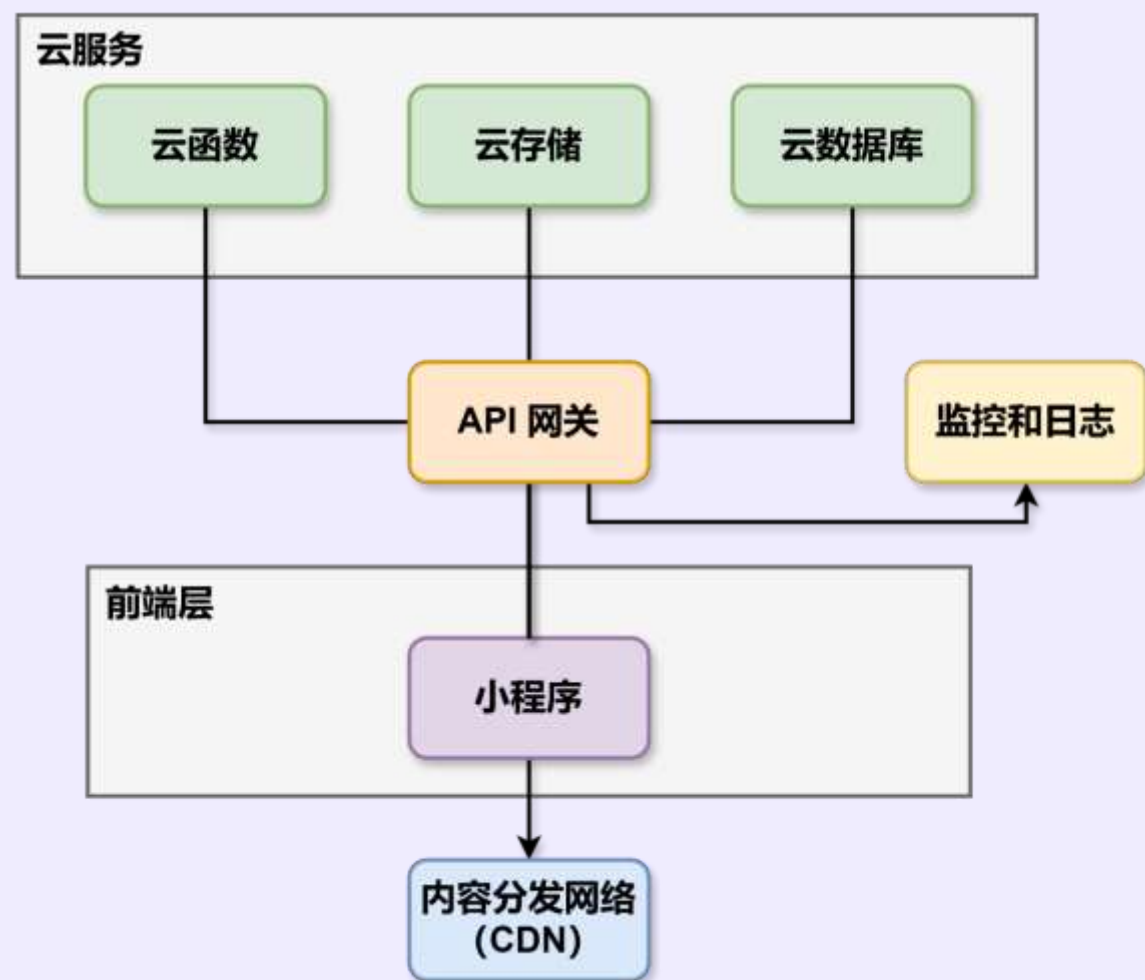 云服务
云函数
云存储
云数据库
API 网关
监控和日志
前端层
小程序
内容分发网络
（CDN）